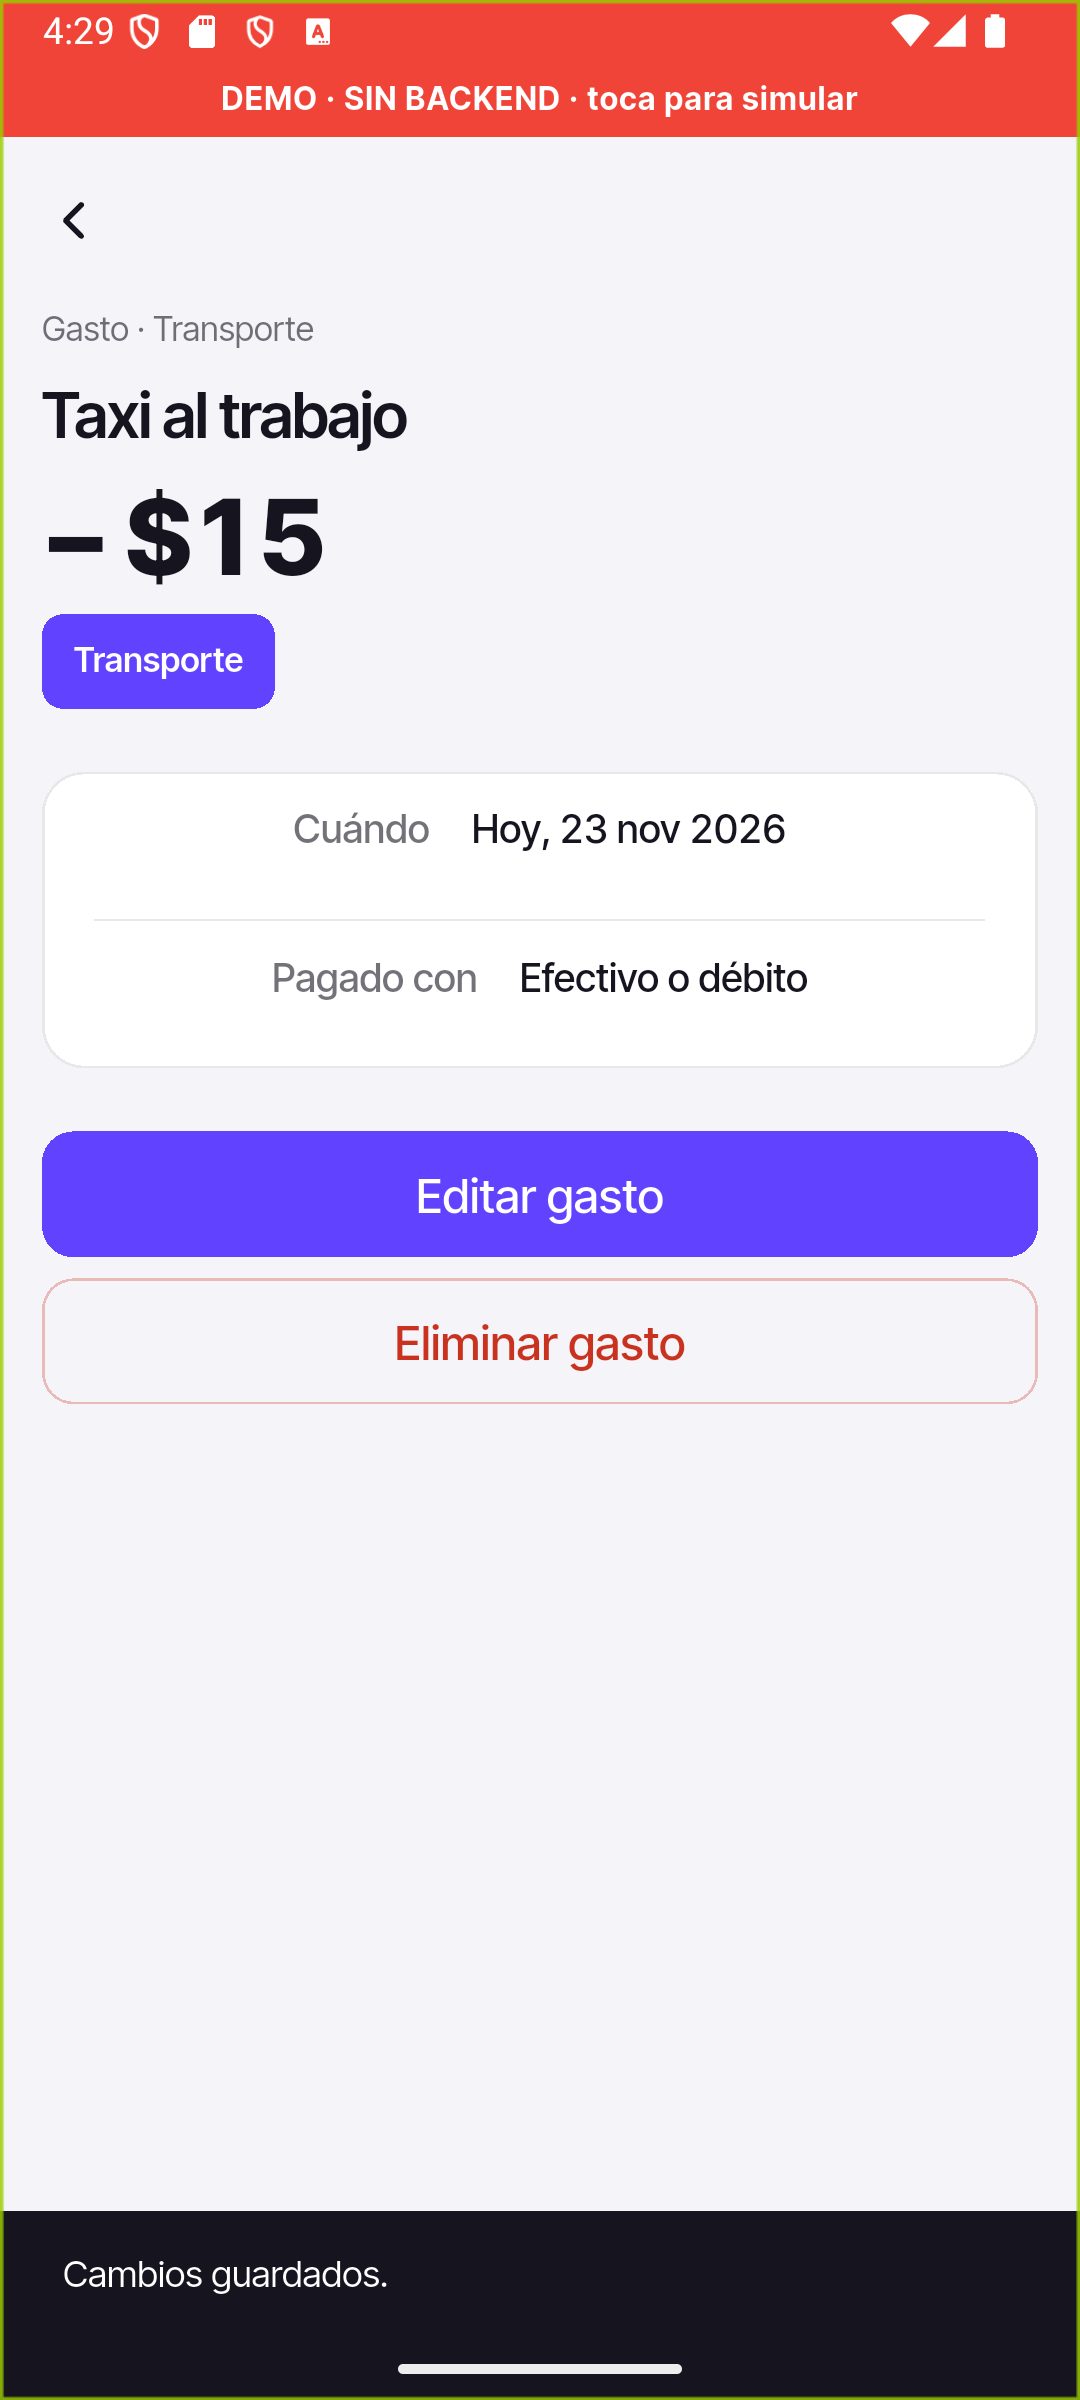 4:29
DEMO · SIN BACKEND · toca para simular
Gasto · Transporte
Taxi al trabajo
– $15
Transporte
Cuándo Hoy, 23 nov 2026
Pagado con Efectivo o débito
Editar gasto
Eliminar gasto
Cambios guardados.